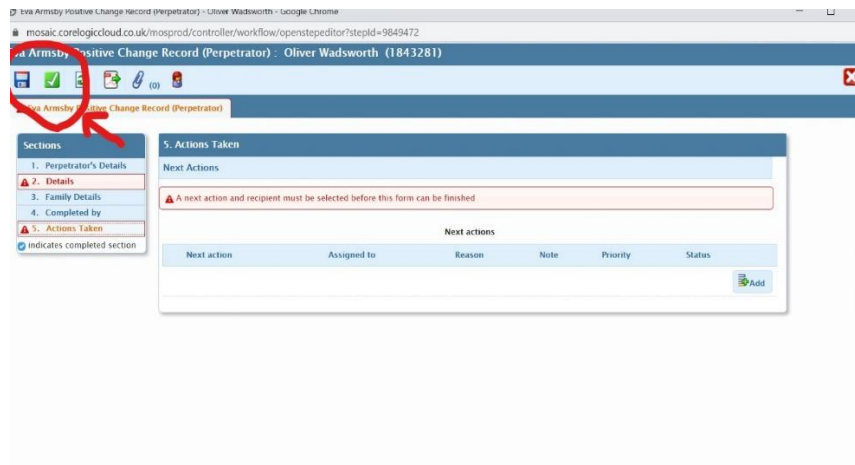 Eva Armsby Positive Change Record (Perpetrator) - Oliver Wadsworth - Google Chrome
mosaic.corelogiccloud.co.uk/mosprod/controller/workflow/openstepeditor?stepId=9849472
va Armsby Positive Change Record (Perpetrator) : Oliver Wadsworth (1843281)
(0)
Eva Armsby Positive Change Record (Perpetrator)
Sections
1. Perpetrator's Details
2. Details
3. Family Details
4. Completed by
5. Actions Taken
indicates completed section
5. Actions Taken
Next Actions
A next action and recipient must be selected before this form can be finished
Next actions
Next action Assigned to Reason Note Priority Status
Add